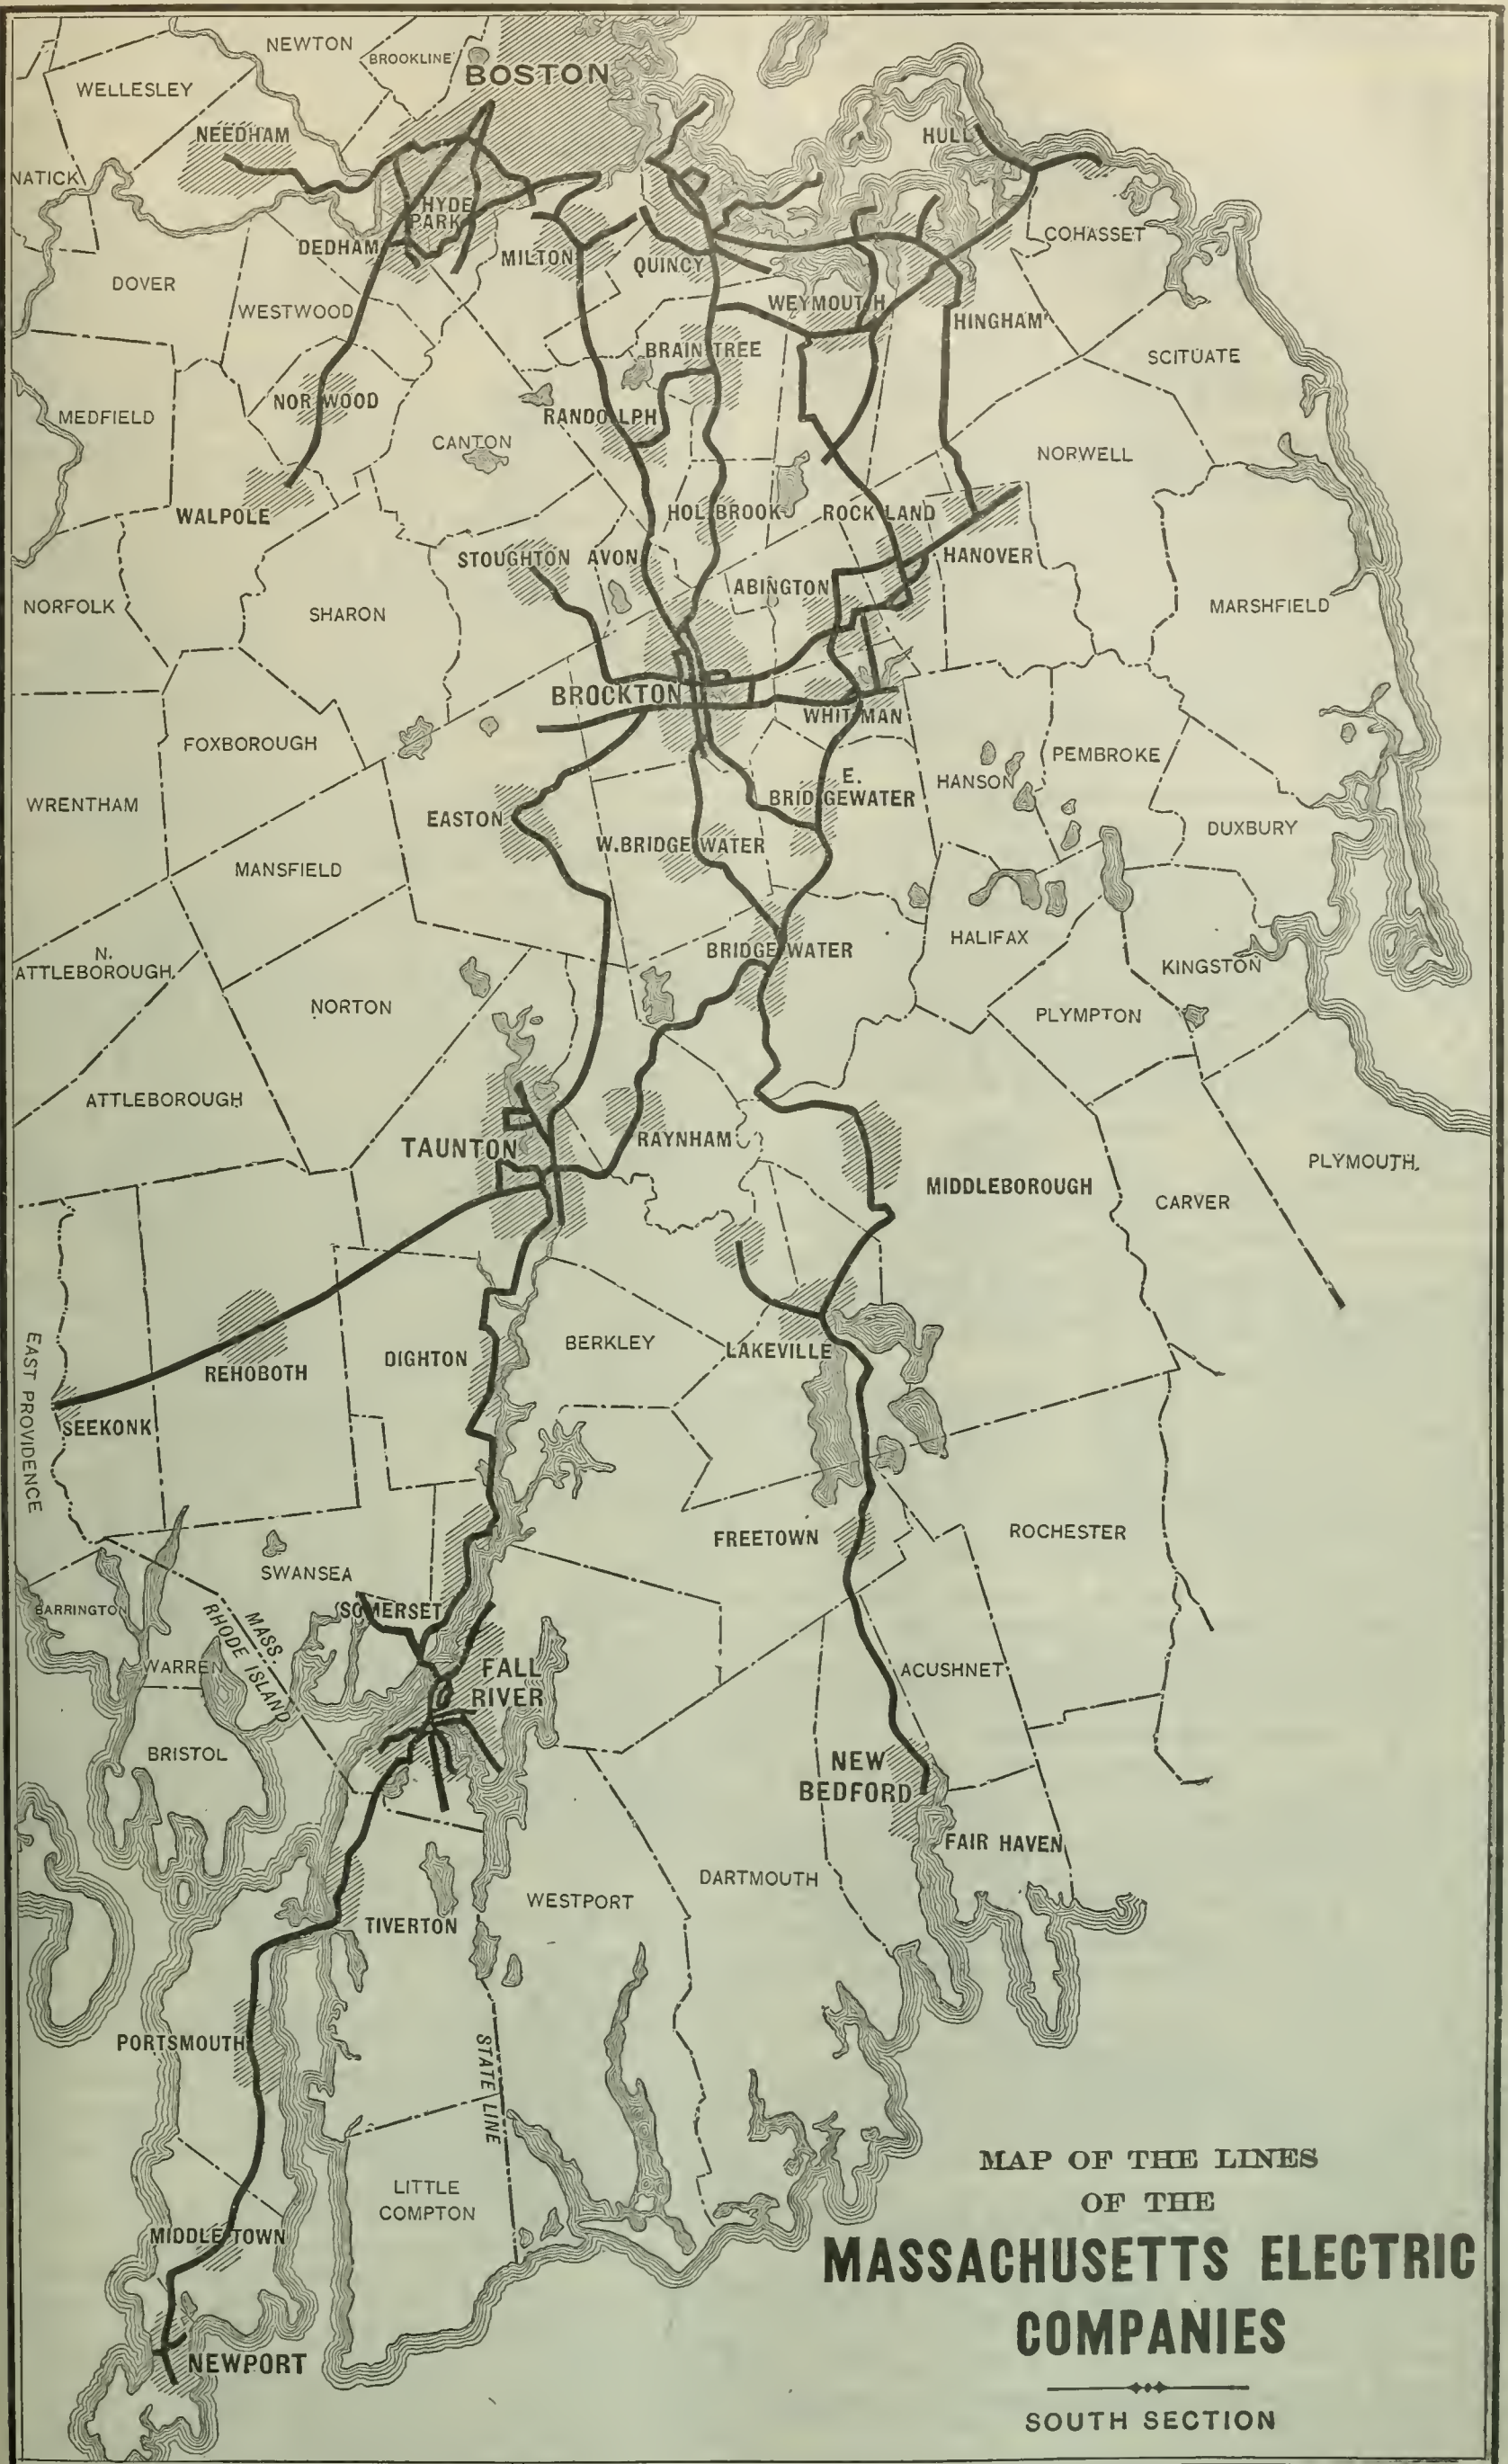 NEWTON
BROOKLINE
BOSTON
WELLESLEY
NEEDHAM
HULL
NATICK
HYDE
PARK
DEDHAM
MILTON
QUINCY
COHASSET
DOVER
WESTWOOD
WEYMOUTH
HINGHAM
BRAINTREE
SCITUATE
NORWOOD
MEDFIELD
RANDOLPH
CANTON
NORWELL
WALPOLE
HOLBROOK
ROCKLAND
STOUGHTON
AVON
HANOVER
ABINGTON
NORFOLK
SHARON
MARSHFIELD
BROCKTON
WHITMAN
FOXBOROUGH
PEMBROKE
WRENTHAM
E.
BRIDGEWATER
HANSON
EASTON
W. BRIDGEWATER
DUXBURY
MANSFIELD
BRIDGEWATER
HALIFAX
N.
ATTLEBOROUGH
KINGSTON
NORTON
PLYMPTON
ATTLEBOROUGH
TAUNTON
RAYNHAM
PLYMOUTH.
MIDDLEBOROUGH
CARVER
EAST PROVIDENCE
REHOBOTH
DIGHTON
BERKLEY
LAKEVILLE
SEEKONK
FREETOWN
ROCHESTER
SWANSEA
BARRINGTON
SOMERSET
MASS.
RHODE ISLAND
WARREN
FALL
RIVER
ACUSHNET
BRISTOL
NEW
BEDFORD
FAIR HAVEN
DARTMOUTH
WESTPORT
TIVERTON
PORTSMOUTH
STATE LINE
LITTLE
COMPTON
MIDDLETOWN
NEWPORT
MAP OF THE LINES
OF THE
MASSACHUSETTS ELECTRIC
COMPANIES
SOUTH SECTION